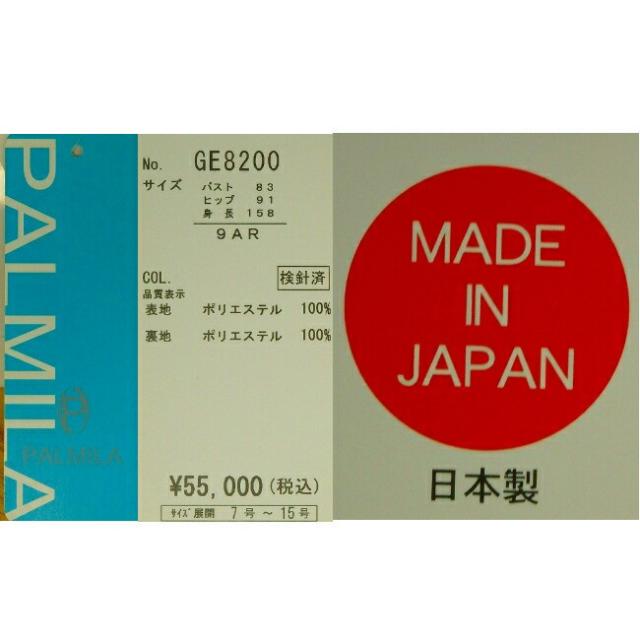 PALMILA
PALMILA
No. GE8200
サイズ バスト 83
ヒップ 91
身長 158
9AR
COL. 検針済
品質表示
表地 ポリエステル 100%
裏地 ポリエステル 100%
¥55,000(税込)
ｻｲｽﾞ展開 7号～15号
MADE
IN
JAPAN
日本製